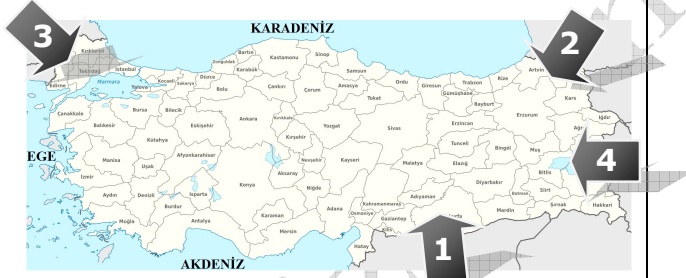 KARADENİZ
3
2
Kırklareli
Tekirdağ
İstanbul
Edirne
Marmara
Yalova
Kocaeli
Sakarya
Düzce
Zonguldak
Bartın
Karabük
Kastamonu
Sinop
Bolu
Çankırı
Çorum
Samsun
Amasya
Tokat
Ordu
Giresun
Gümüşhane
Trabzon
Rize
Artvin
Bayburt
Kars
Iğdır
Çanakkale
Balıkesir
Bursa
Bilecik
Eskişehir
Kütahya
Ankara
Kırıkkale
Kırşehir
Yozgat
Sivas
Erzincan
Erzurum
Ağrı
Tunceli
Bingöl
Muş
4
EGE
Manisa
Uşak
Afyonkarahisar
İzmir
Aydın
Denizli
Isparta
Burdur
Muğla
Antalya
Konya
Aksaray
Nevşehir
Niğde
Kayseri
Karaman
Mersin
Adana
Malatya
Elazığ
Diyarbakır
Bitlis
Batman
Siirt
Şırnak
Hakkari
Mardin
Adıyaman
Kahramanmaraş
Osmaniye
Gaziantep
Kilis
Hatay
1
AKDENİZ